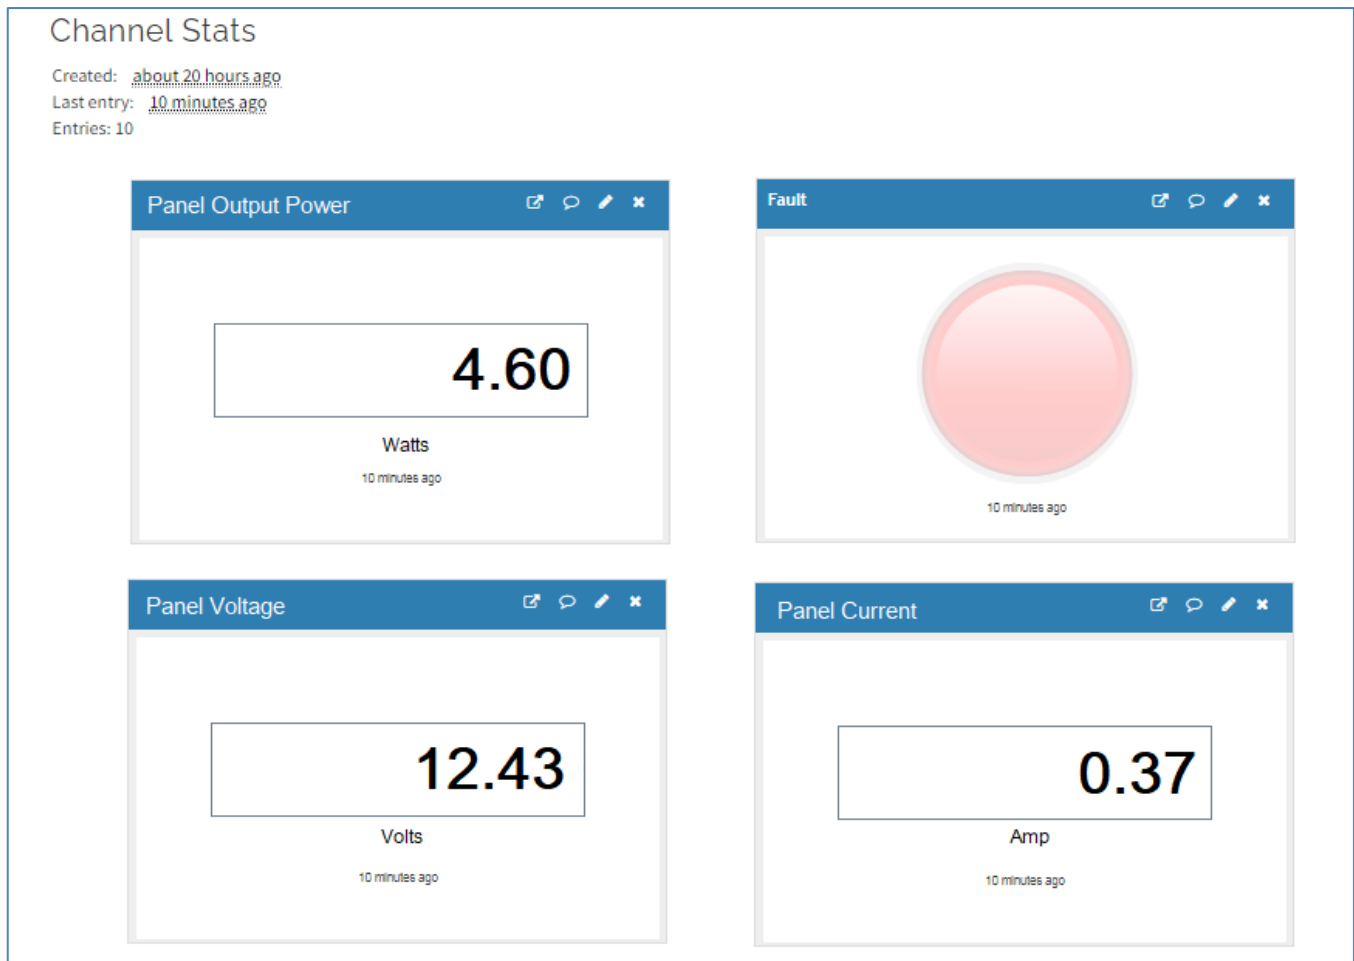 Channel Stats
Created: about 20 hours ago
Last entry: 10 minutes ago
Entries: 10
Panel Output Power
4.60
Watts
10 minutes ago
Fault
10 minutes ago
Panel Voltage
12.43
Volts
10 minutes ago
Panel Current
0.37
Amp
10 minutes ago